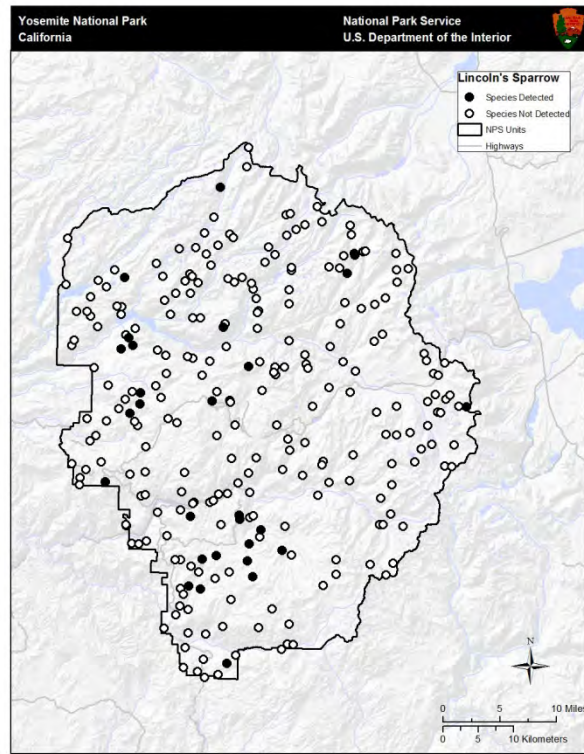 Yosemite National Park
California
National Park Service
U.S. Department of the Interior
Lincoln's Sparrow
Species Detected
Species Not Detected
NPS Units
Highways
N
0 5 10 Miles
0 5 10 Kilometers